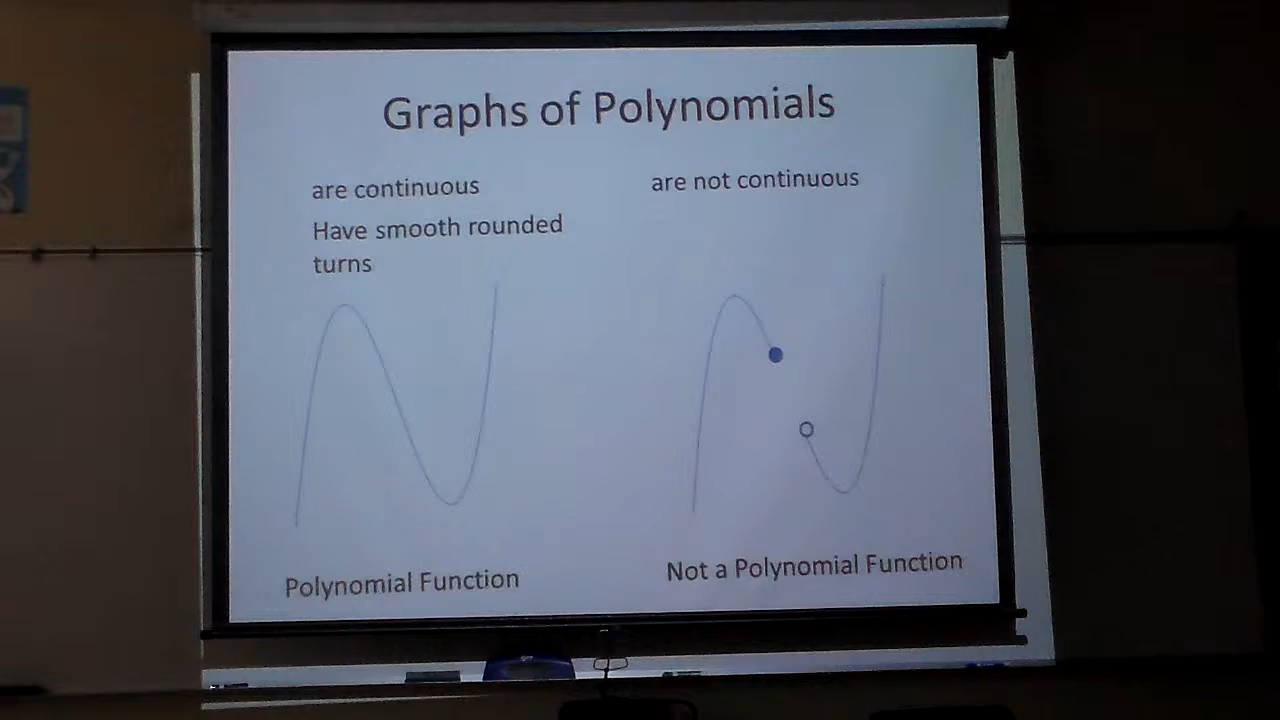 Graphs of Polynomials
are continuous
Have smooth rounded
turns
are not continuous
Polynomial Function
Not a Polynomial Function